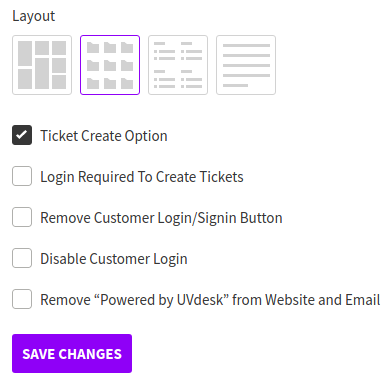 Layout
Ticket Create Option
Login Required To Create Tickets
Remove Customer Login/Signin Button
Disable Customer Login
Remove “Powered by UVdesk” from Website and Email
SAVE CHANGES